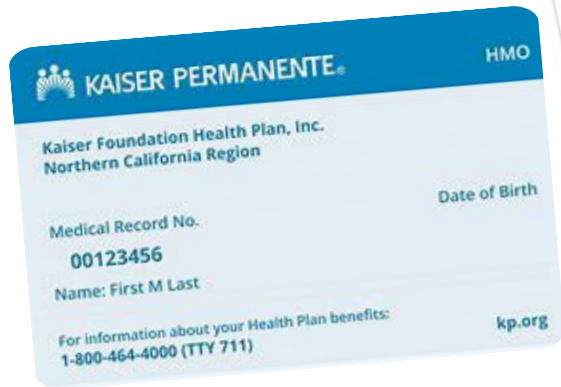 KAISER PERMANENTE®
HMO
Kaiser Foundation Health Plan, Inc.
Northern California Region
Date of Birth
Medical Record No.
00123456
Name: First M Last
For information about your Health Plan benefits:
1-800-464-4000 (TTY 711)
kp.org